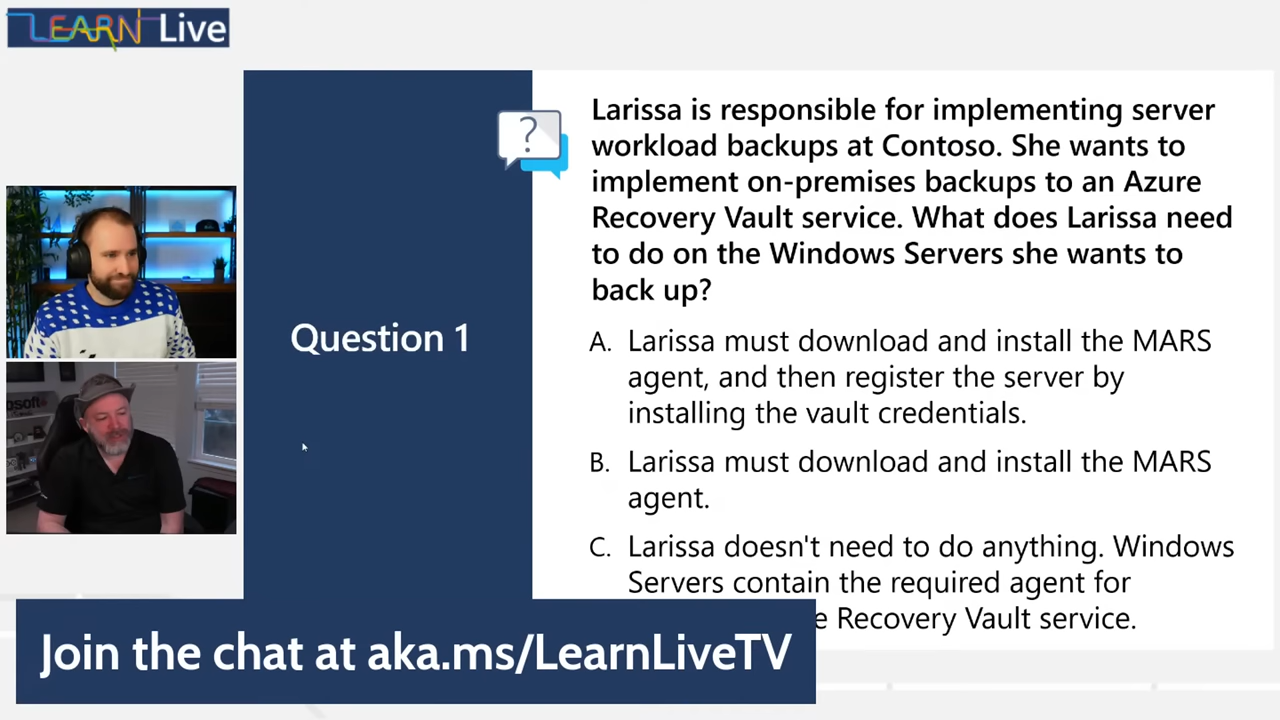 LEARN Live
Larissa is responsible for implementing server
workload backups at Contoso. She wants to
implement on-premises backups to an Azure
Recovery Vault service. What does Larissa need
to do on the Windows Servers she wants to
back up?
Question 1
A. Larissa must download and install the MARS
agent, and then register the server by
installing the vault credentials.
B. Larissa must download and install the MARS
agent.
C. Larissa doesn't need to do anything. Windows
Servers contain the required agent for
Recovery Vault service.
Join the chat at aka.ms/LearnLiveTV